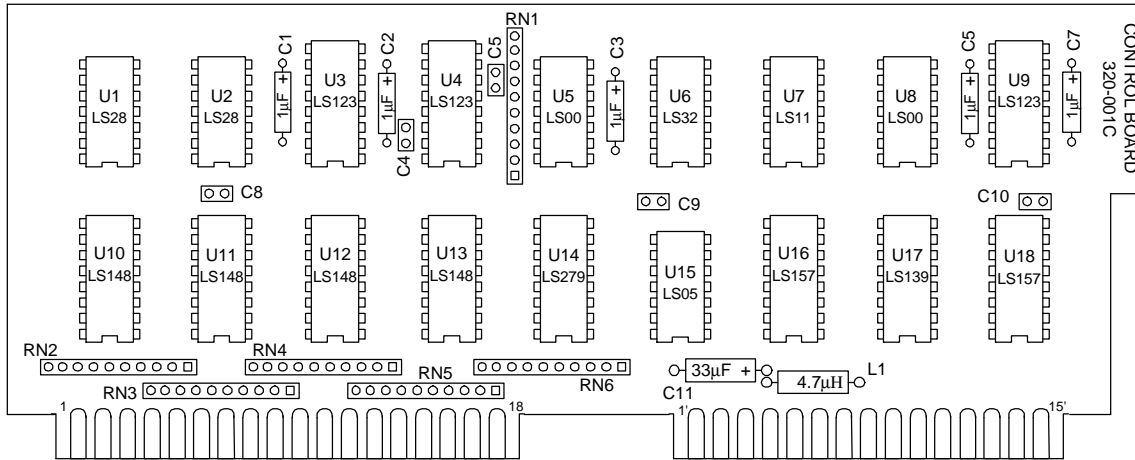 RN1
C1
C2
C5
C3
C5
C7
CONTROL BOARD
320-001C
U1
LS28
U2
LS28
1µF +
U3
LS123
1µF +
C4
U4
LS123
U5
LS00
1µF +
U6
LS32
U7
LS11
U8
LS00
1µF +
U9
LS123
1µF +
C8
C9
C10
U10
LS148
U11
LS148
U12
LS148
U13
LS148
U14
LS279
U15
LS05
U16
LS157
U17
LS139
U18
LS157
RN2
RN4
RN3
RN5
RN6
33µF +
C11
4.7µH
L1
1
18
1'
15'